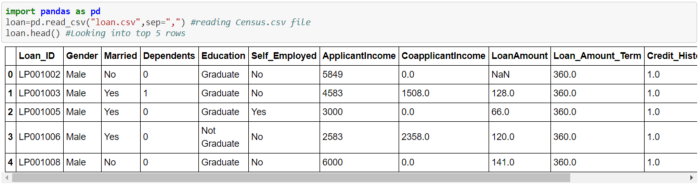 import pandas as pd
loan=pd.read_csv("loan.csv",sep=",") #reading Census.csv file
loan.head() #Looking into top 5 rows
Loan_ID Gender Married Dependents Education Self_Employed ApplicantIncome CoapplicantIncome LoanAmount Loan_Amount_Term Credit_Hist
0 LP001002 Male No 0 Graduate No 5849 0.0 NaN 360.0 1.0
1 LP001003 Male Yes 1 Graduate No 4583 1508.0 128.0 360.0 1.0
2 LP001005 Male Yes 0 Graduate Yes 3000 0.0 66.0 360.0 1.0
3 LP001006 Male Yes 0 Not Graduate No 2583 2358.0 120.0 360.0 1.0
4 LP001008 Male No 0 Graduate No 6000 0.0 141.0 360.0 1.0